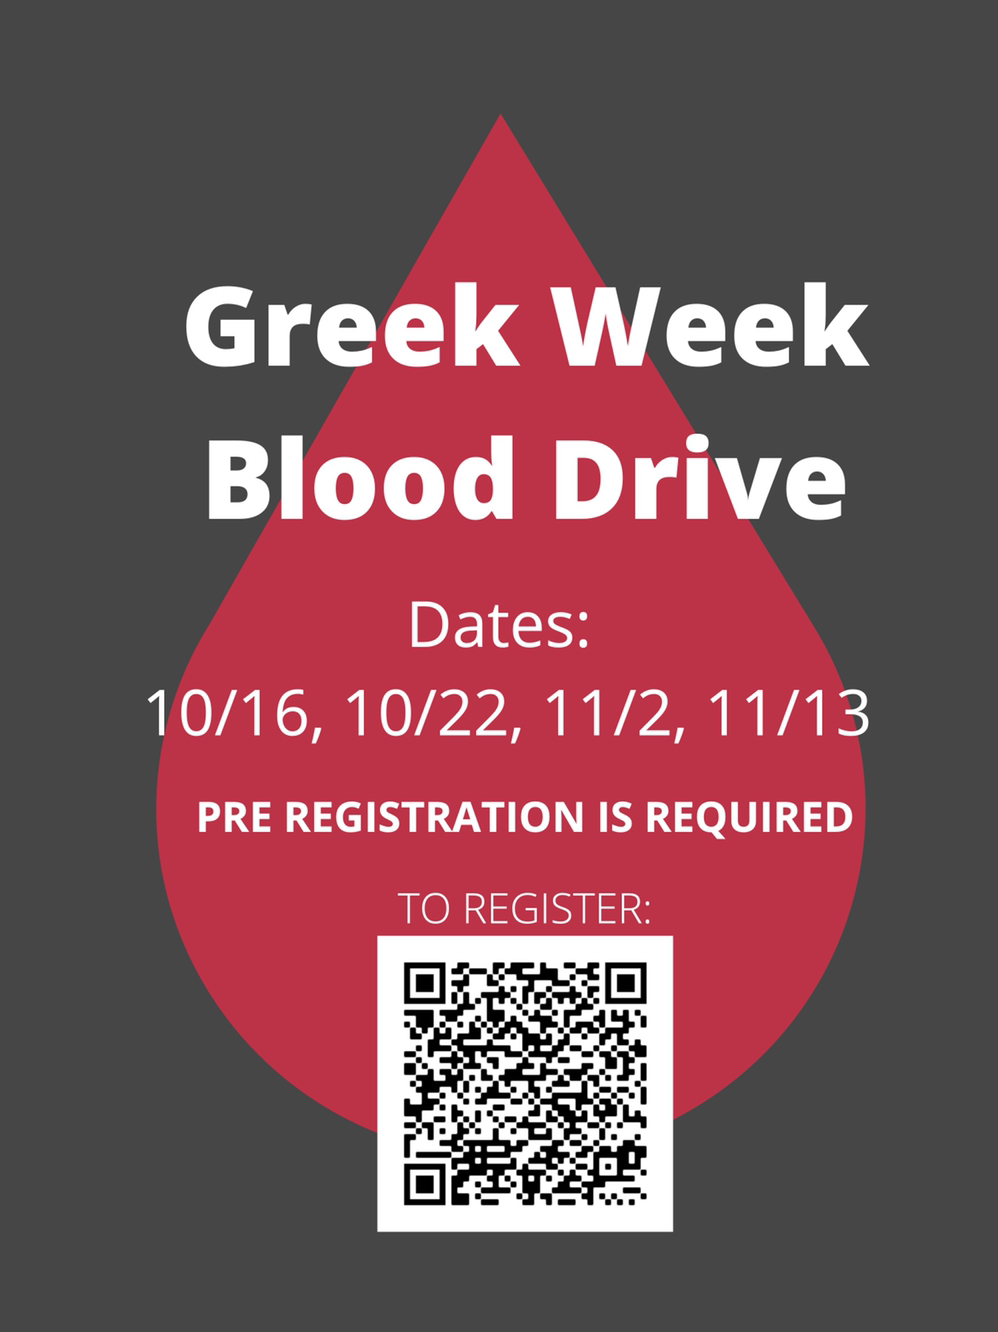 Greek Week
Blood Drive
Dates:
10/16, 10/22, 11/2, 11/13
PRE REGISTRATION IS REQUIRED
TO REGISTER: